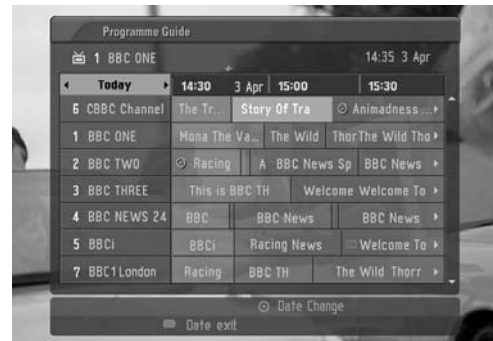 Programme Guide
1 BBC ONE 14:35 3 Apr
Today 14:30 3 Apr 15:00 15:30
6 CBBC Channel The Tr... Story Of Tra Animadness ...
1 BBC ONE Mona The Va... The Wild ThorThe Wild Tho
2 BBC TWO Racing A BBC News Sp BBC News
3 BBC THREE This is BBC TH Welcome Welcome To
4 BBC NEWS 24 BBC BBC News BBC News
5 BBCi BBCi Racing News Welcome To
7 BBC1London Racing BBC TH The Wild Thorr
Date Change
Date exit